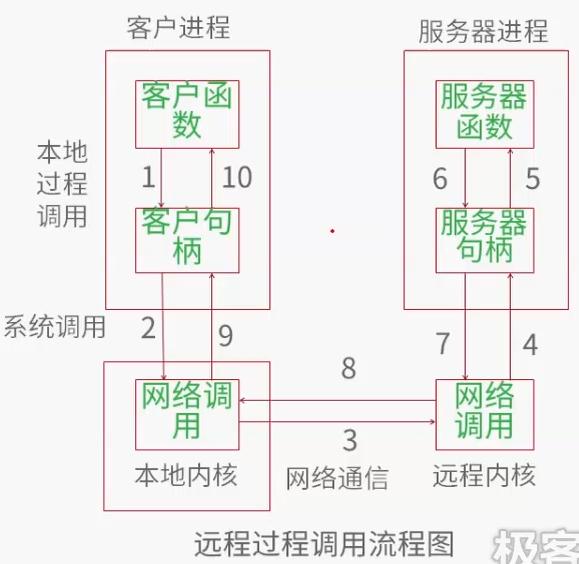 客户进程
服务器进程
客户函
数
服务器
函数
本地
过程
调用
1
10
6
5
客户句
柄
服务器
句柄
系统调用
2
9
7
4
8
网络调
用
网络
调用
3
本地内核
网络通信
远程内核
远程过程调用流程图
极客